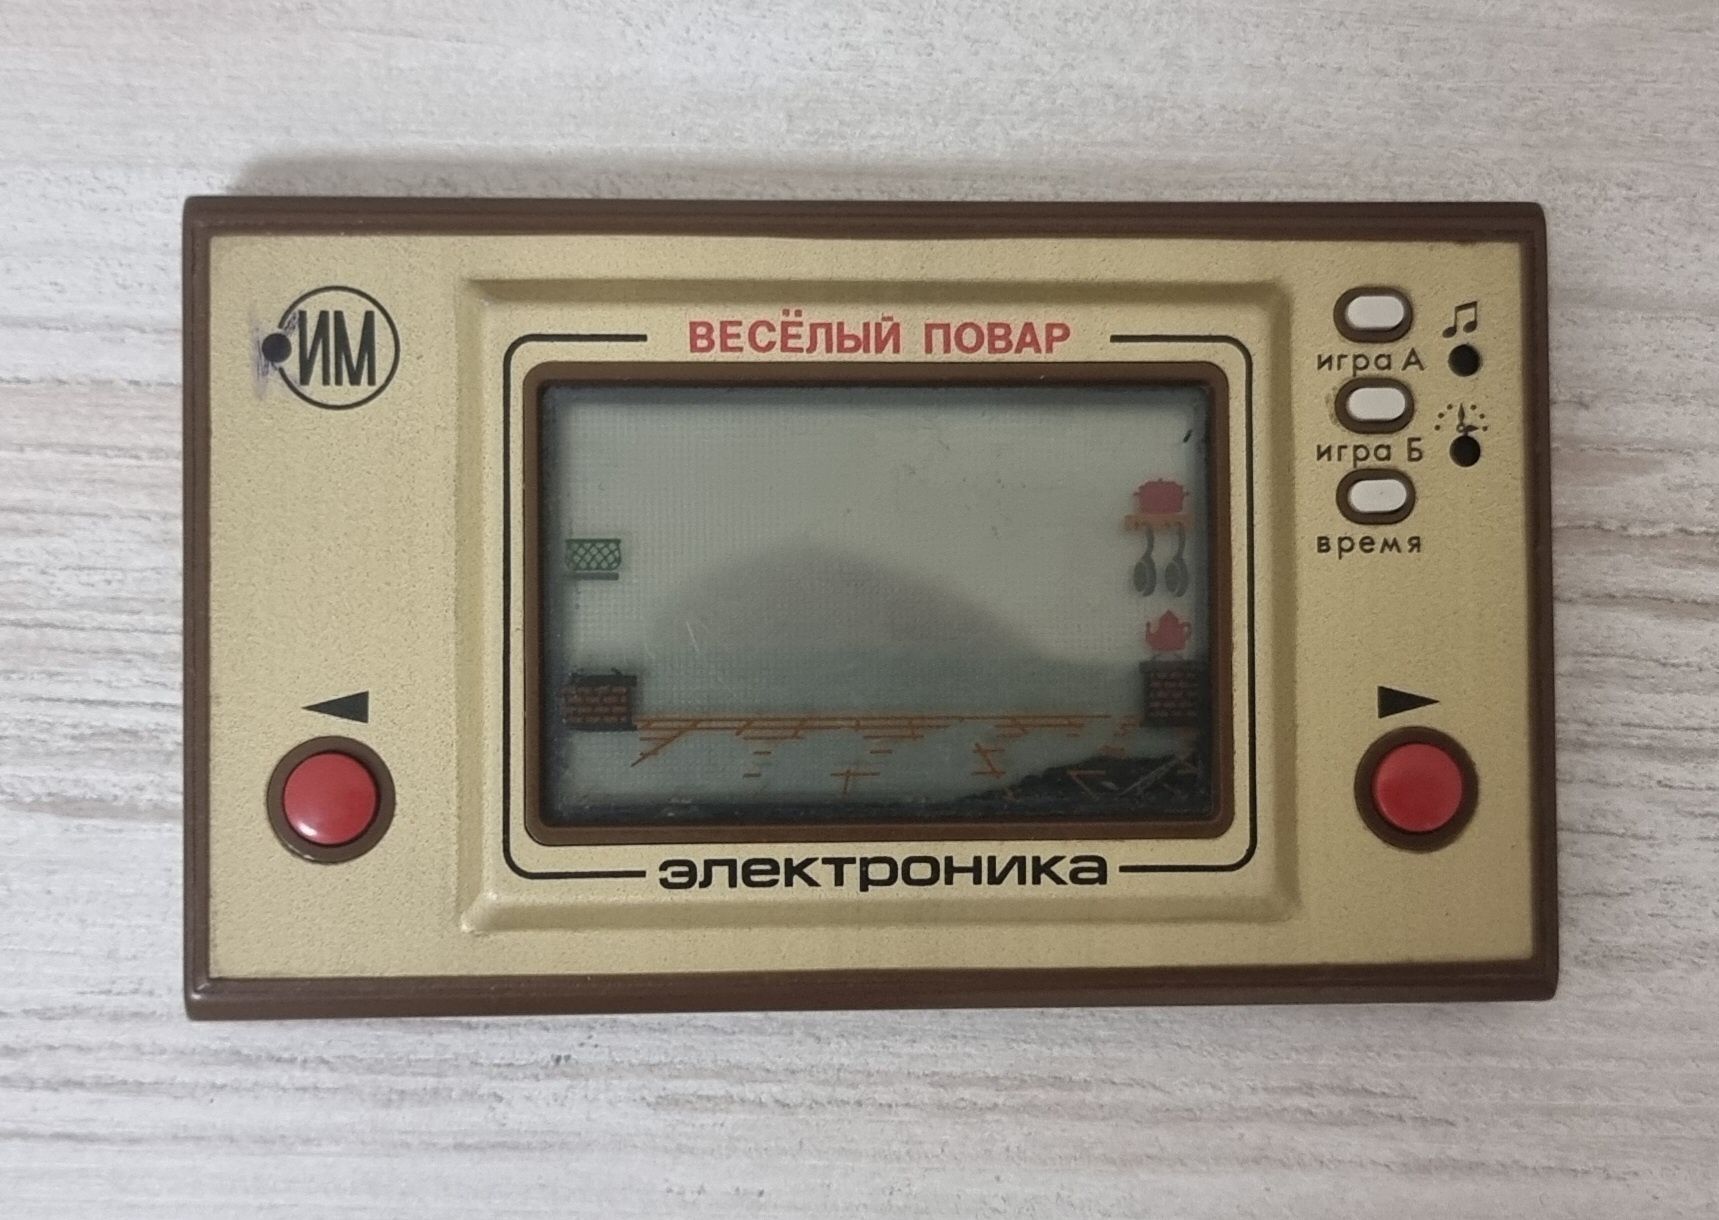 ИМ
ВЕСЁЛЫЙ ПОВАР
игра А
игра Б
время
электроника